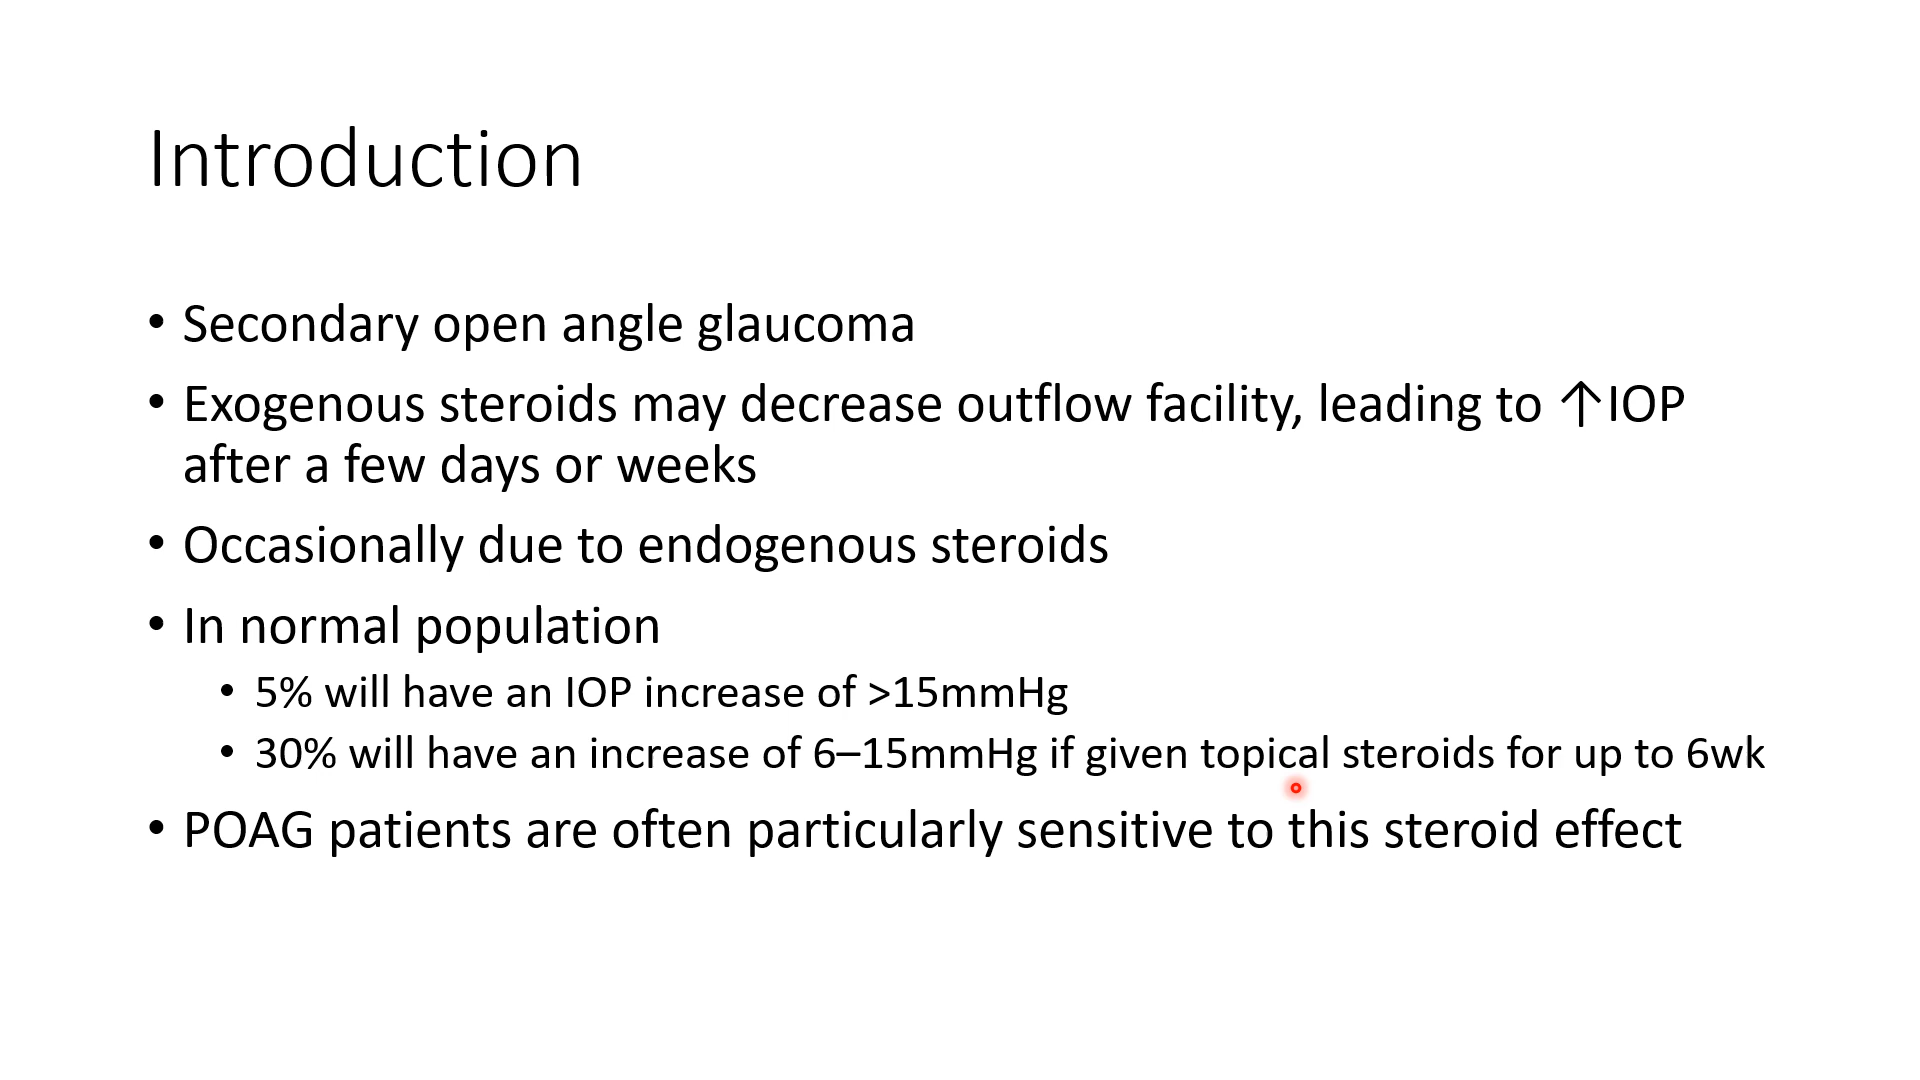 Introduction
• Secondary open angle glaucoma
• Exogenous steroids may decrease outflow facility, leading to ↑IOP
after a few days or weeks
• Occasionally due to endogenous steroids
• In normal population
• 5% will have an IOP increase of >15mmHg
• 30% will have an increase of 6–15mmHg if given topical steroids for up to 6wk
• POAG patients are often particularly sensitive to this steroid effect